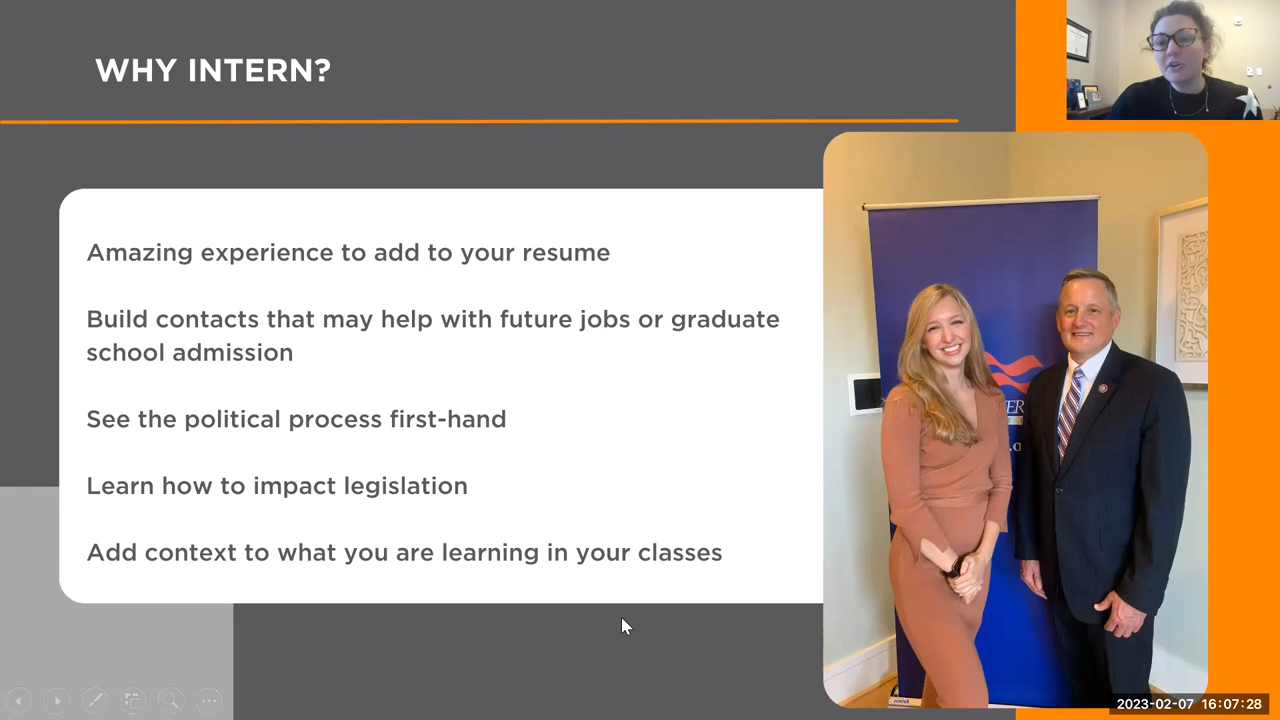 WHY INTERN?
Amazing experience to add to your resume
Build contacts that may help with future jobs or graduate
school admission
See the political process first-hand
Learn how to impact legislation
Add context to what you are learning in your classes
2023-02-07 16:07:28